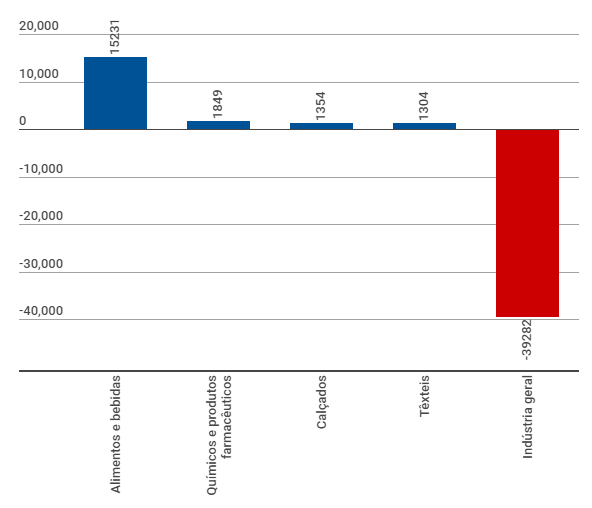 20,000
10,000
0
-10,000
-20,000
-30,000
-40,000
15231
1849
1354
1304
-39282
Alimentos e bebidas
Químicos e produtos
farmacêuticos
Calçados
Têxteis
Indústria geral